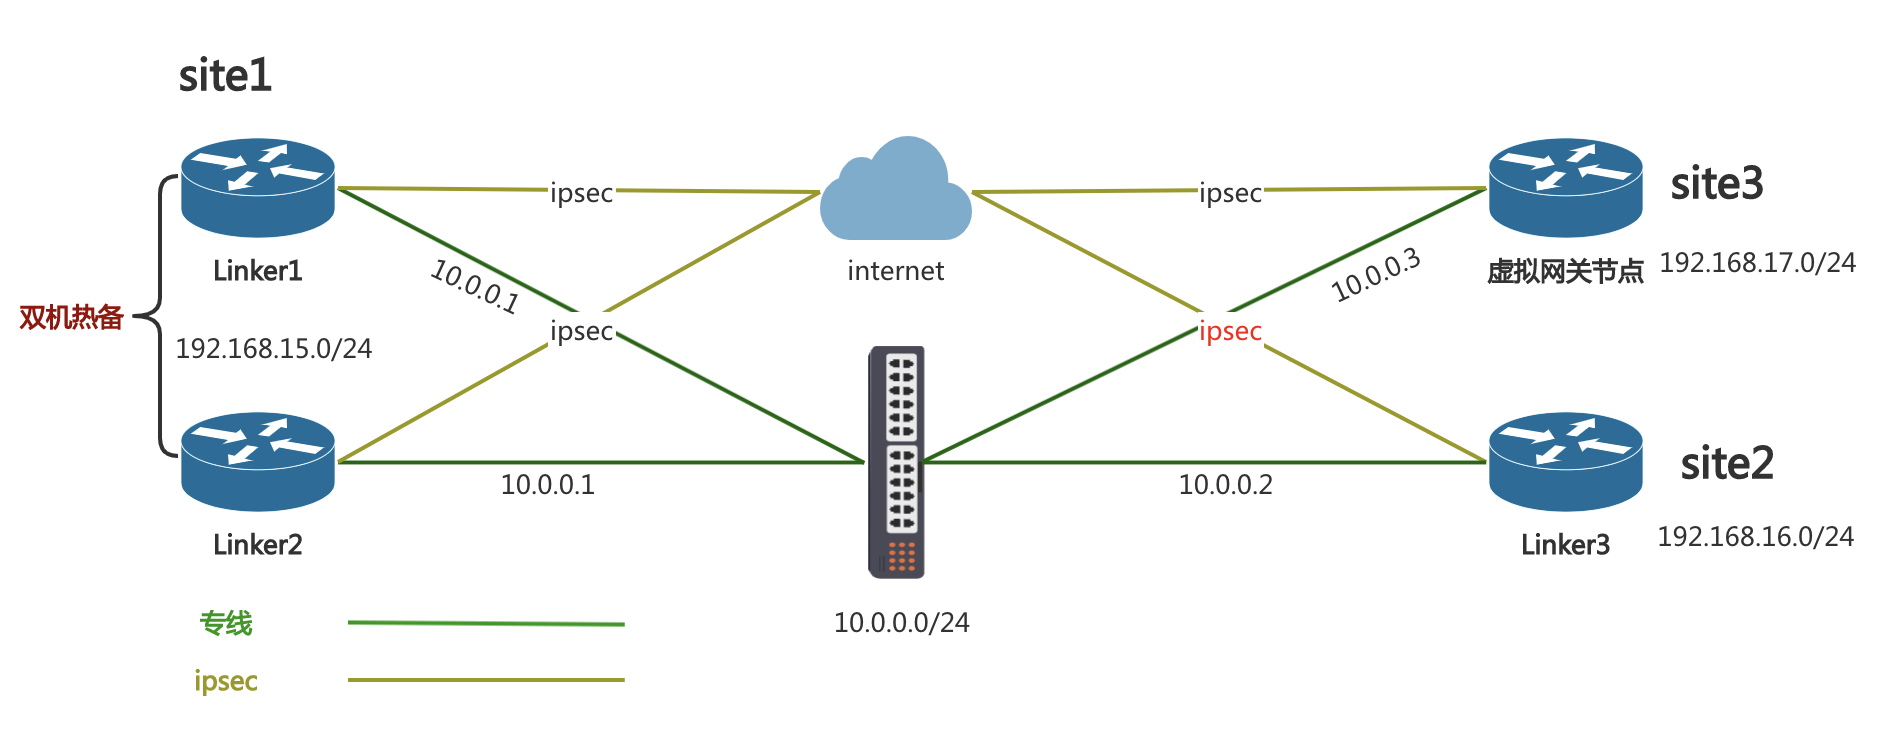 site1
ipsec
ipsec
site3
Linker1
10.0.0.1
internet
10.0.0.3
虚拟网关节点
192.168.17.0/24
双机热备
192.168.15.0/24
ipsec
ipsec
10.0.0.1
10.0.0.2
site2
Linker2
Linker3
192.168.16.0/24
专线
10.0.0.0/24
ipsec